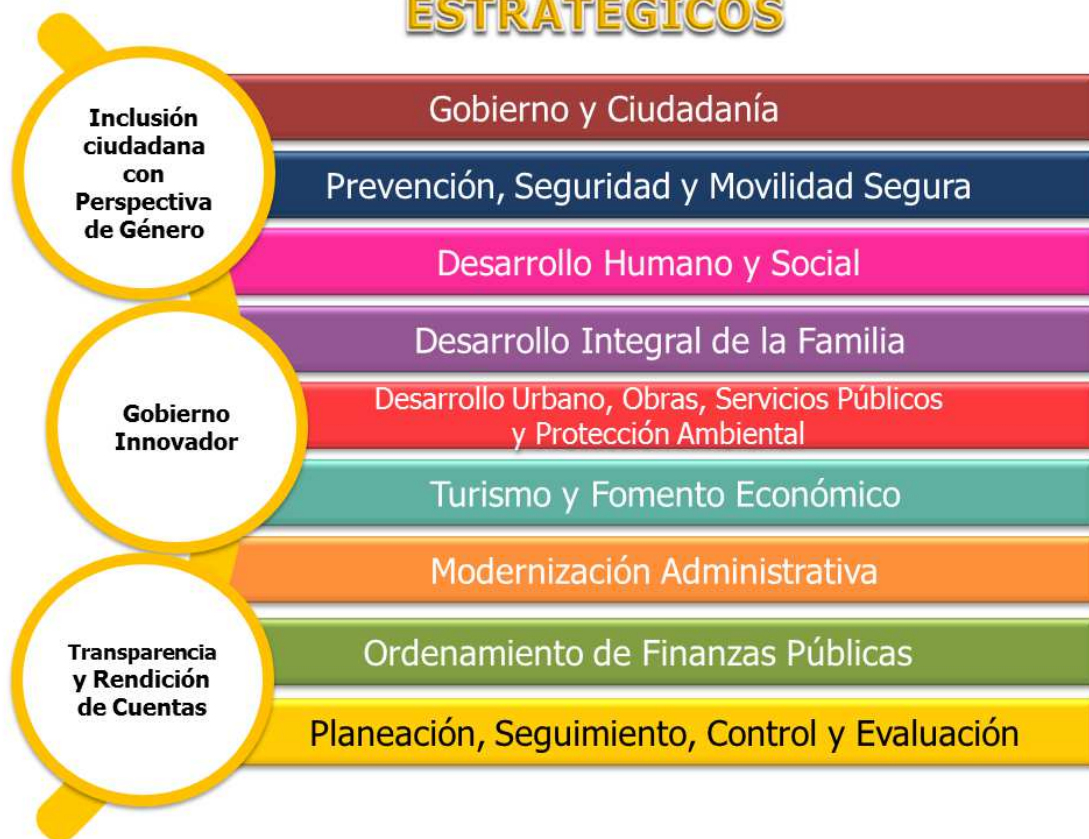 ESTRATÉGICOS
Inclusión
ciudadana
con
Perspectiva
de Género
Gobierno
Innovador
Transparencia
y Rendición
de Cuentas
Gobierno y Ciudadanía
Prevención, Seguridad y Movilidad Segura
Desarrollo Humano y Social
Desarrollo Integral de la Familia
Desarrollo Urbano, Obras, Servicios Públicos
y Protección Ambiental
Turismo y Fomento Económico
Modernización Administrativa
Ordenamiento de Finanzas Públicas
Planeación, Seguimiento, Control y Evaluación